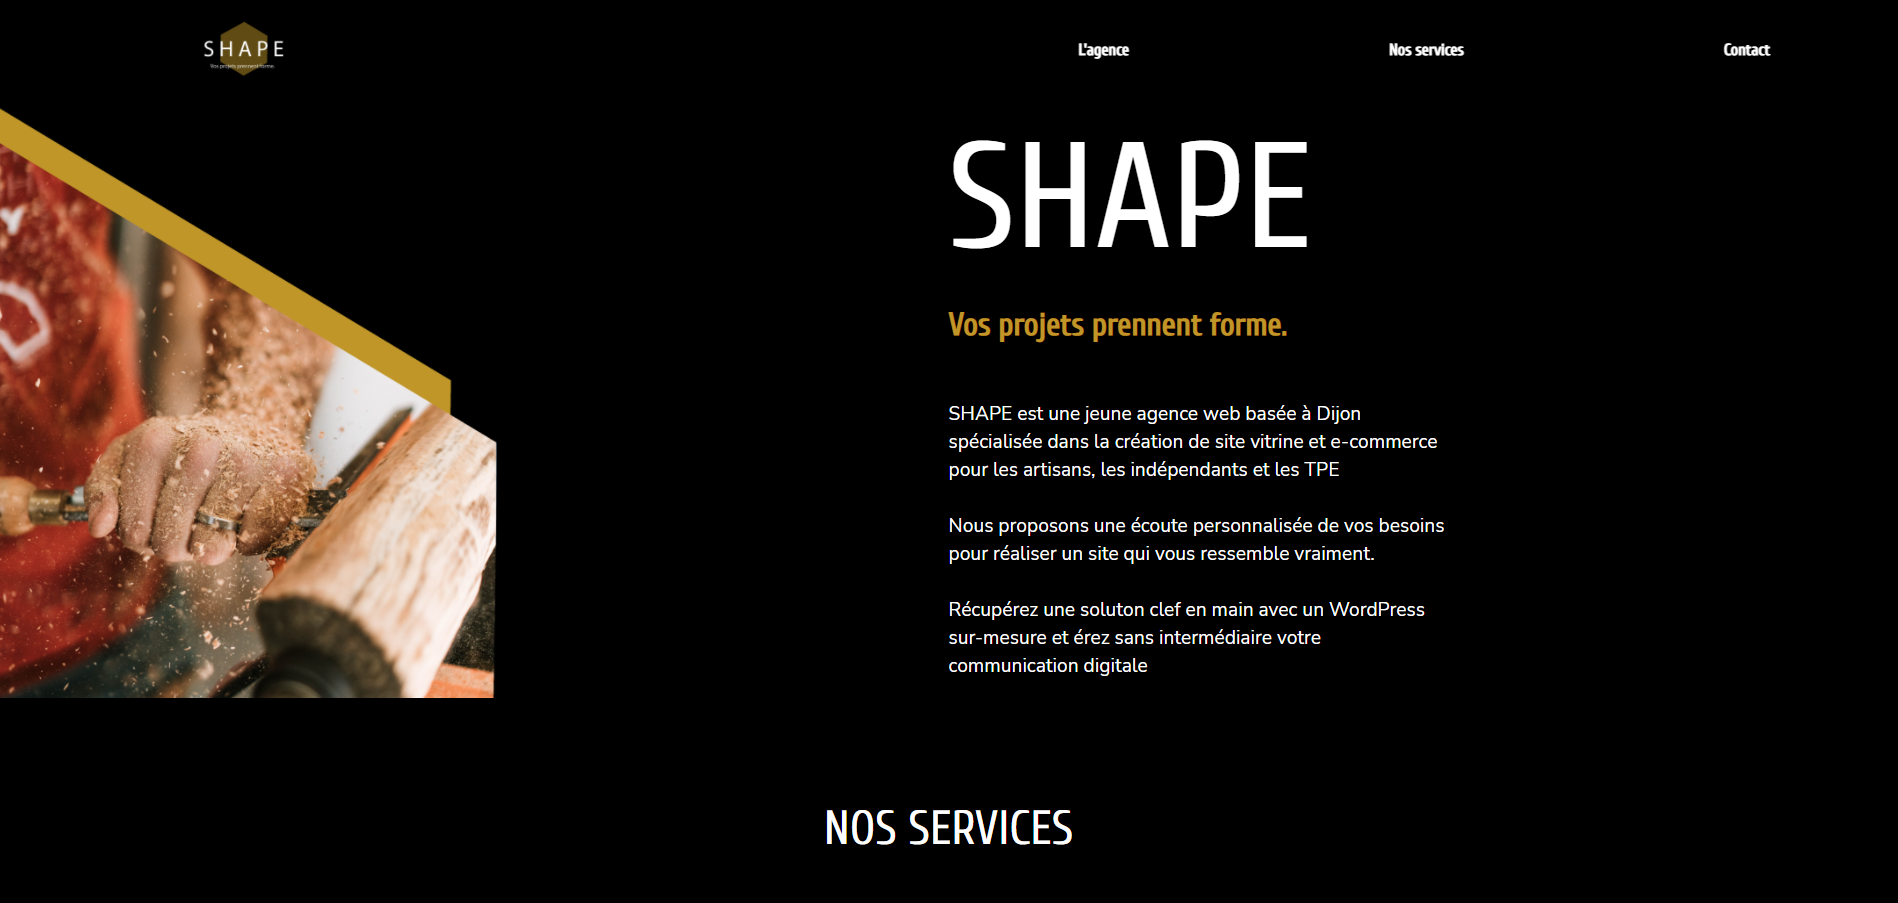 SHAPE
Vos projets prennent forme.
L'agence
Nos services
Contact
SHAPE
Vos projets prennent forme.
SHAPE est une jeune agence web basée à Dijon
spécialisée dans la création de site vitrine et e-commerce
pour les artisans, les indépendants et les TPE
Nous proposons une écoute personnalisée de vos besoins
pour réaliser un site qui vous ressemble vraiment.
Récupérez une soluton clef en main avec un WordPress
sur-mesure et érez sans intermédiaire votre
communication digitale
NOS SERVICES